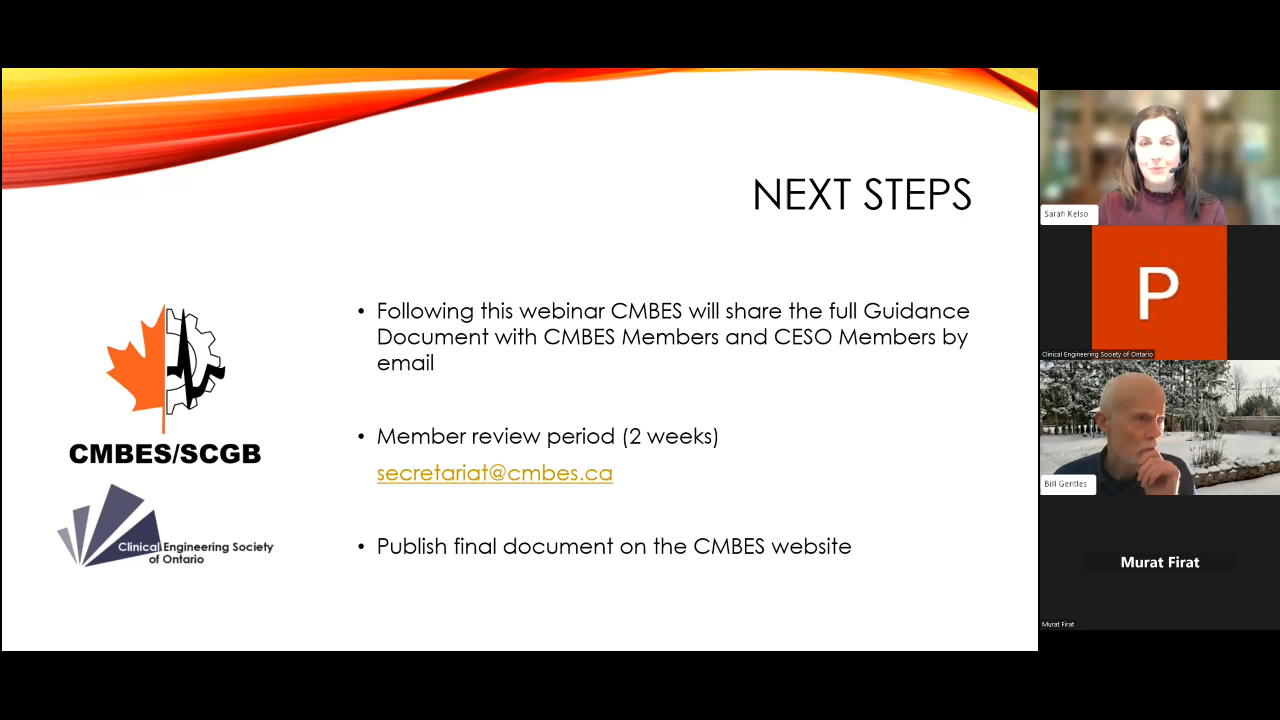 NEXT STEPS
• Following this webinar CMBES will share the full Guidance
Document with CMBES Members and CESO Members by
email
• Member review period (2 weeks)
secretariat@cmbes.ca
• Publish final document on the CMBES website
CMBES/SCGB
Clinical Engineering Society
of Ontario
Sarah Kelso
P
Clinical Engineering Society of Ontario
Bill Gentles
Murat Firat
Murat Firat